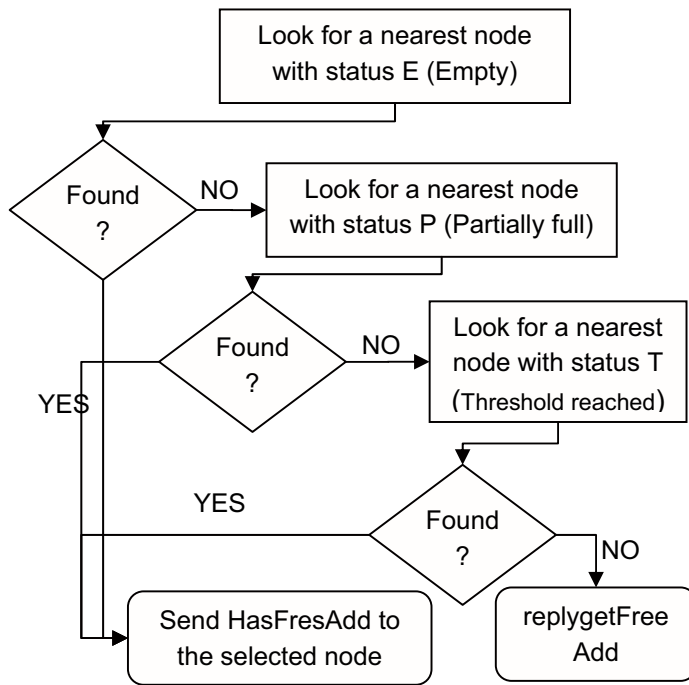 Look for a nearest node
with status E (Empty)
Found
?
NO
Look for a nearest node
with status P (Partially full)
Found
?
NO
Look for a nearest
node with status T
(Threshold reached)
YES
YES
Found
?
NO
Send HasFresAdd to
the selected node
replygetFree
Add